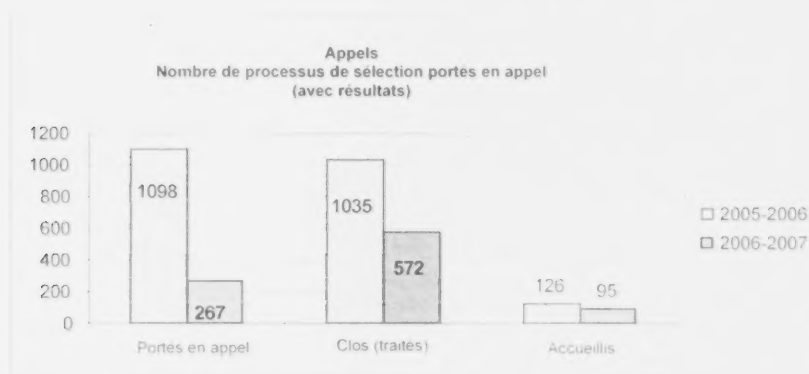 Appels
Nombre de processus de sélection portés en appel
(avec résultats)
1200
1000
800
600
400
200
0
1098
267
1035
572
126
95
Portés en appel
Clos (traités)
Accueillis
2005-2006
2006-2007